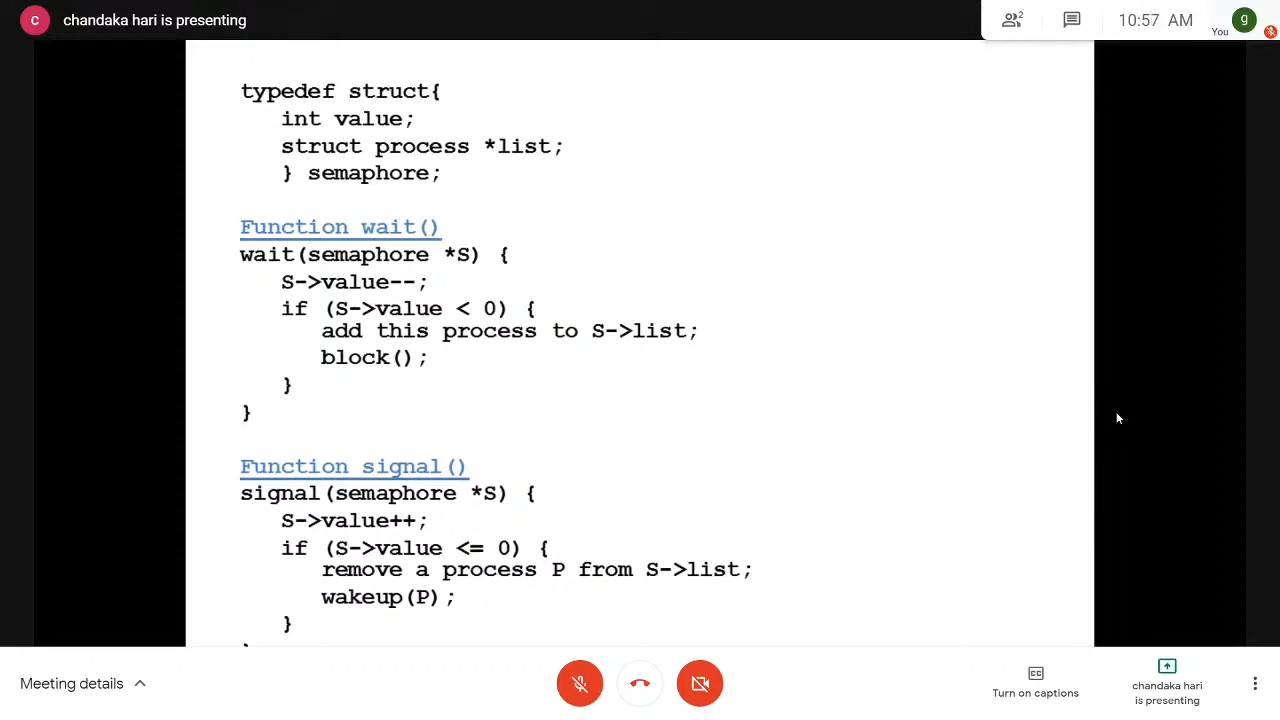 c chandaka hari is presenting
2 10:57 AM You g
typedef struct{
int value;
struct process *list;
} semaphore;
Function wait()
wait(semaphore *S) {
S->value--;
if (S->value < 0) {
add this process to S->list;
block();
}
}
Function signal()
signal(semaphore *S) {
S->value++;
if (S->value <= 0) {
remove a process P from S->list;
wakeup(P);
}
Meeting details
CC
Turn on captions
chandaka hari
is presenting